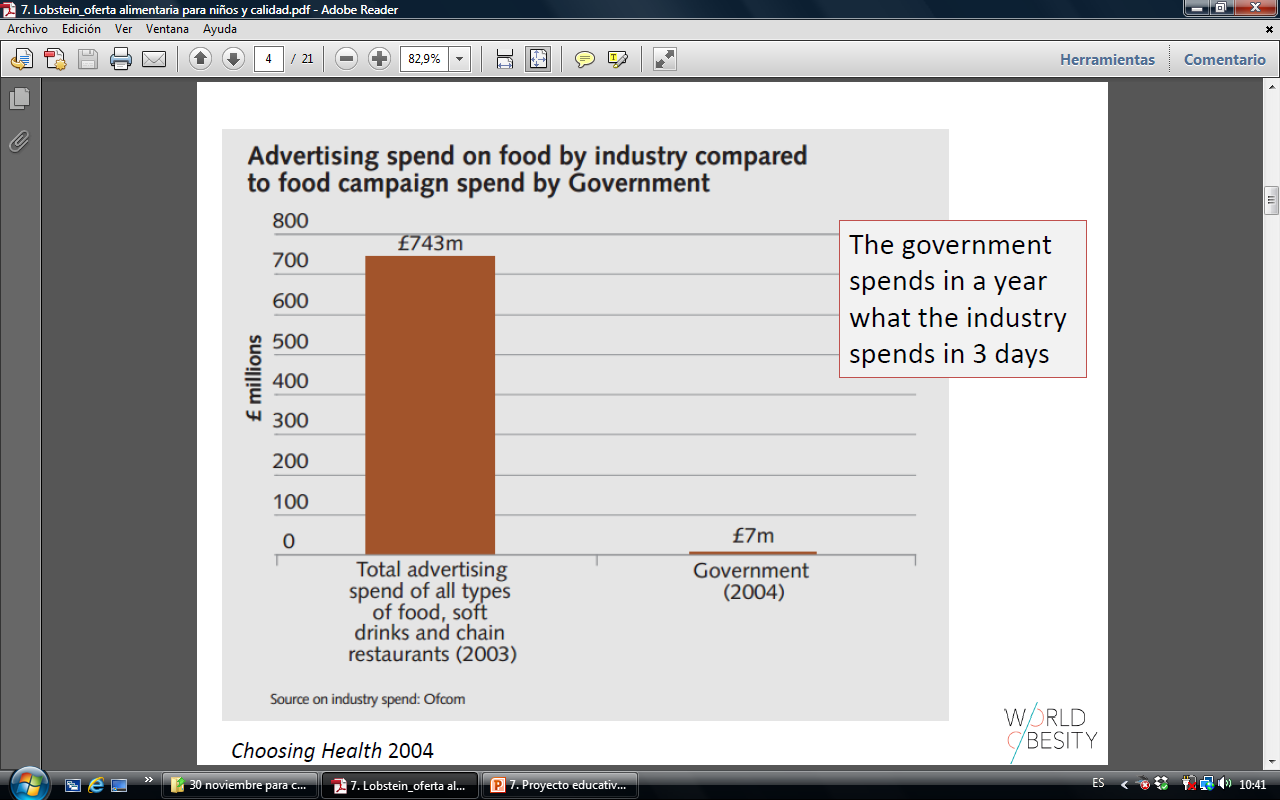 7. Lobstein_oferta alimentaria para niños y calidad.pdf - Adobe Reader
Archivo Edición Ver Ventana Ayuda
4 / 21 82,9% Herramientas Comentario
Advertising spend on food by industry compared
to food campaign spend by Government
£ millions
800
700
600
500
400
300
200
100
0
£743m
£7m
Total advertising
spend of all types
of food, soft
drinks and chain
restaurants (2003)
Government
(2004)
The government
spends in a year
what the industry
spends in 3 days
Source on industry spend: Ofcom
Choosing Health 2004
WORLD
OBESITY
30 noviembre para c... 7. Lobstein_oferta al... 7. Proyecto educativ... ES 10:41